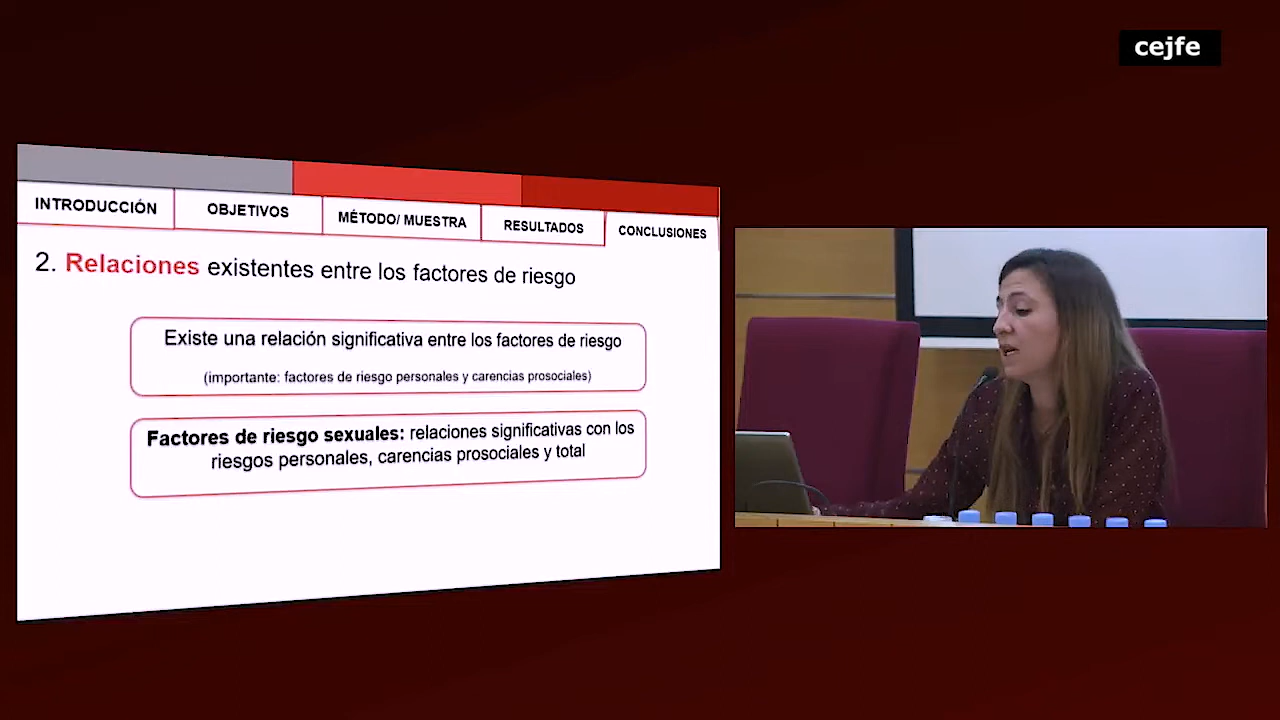 cejfe
INTRODUCCIÓN
OBJETIVOS
MÉTODO/ MUESTRA
RESULTADOS
CONCLUSIONES
2. Relaciones existentes entre los factores de riesgo
Existe una relación significativa entre los factores de riesgo
(importante: factores de riesgo personales y carencias prosociales)
Factores de riesgo sexuales: relaciones significativas con los
riesgos personales, carencias prosociales y total